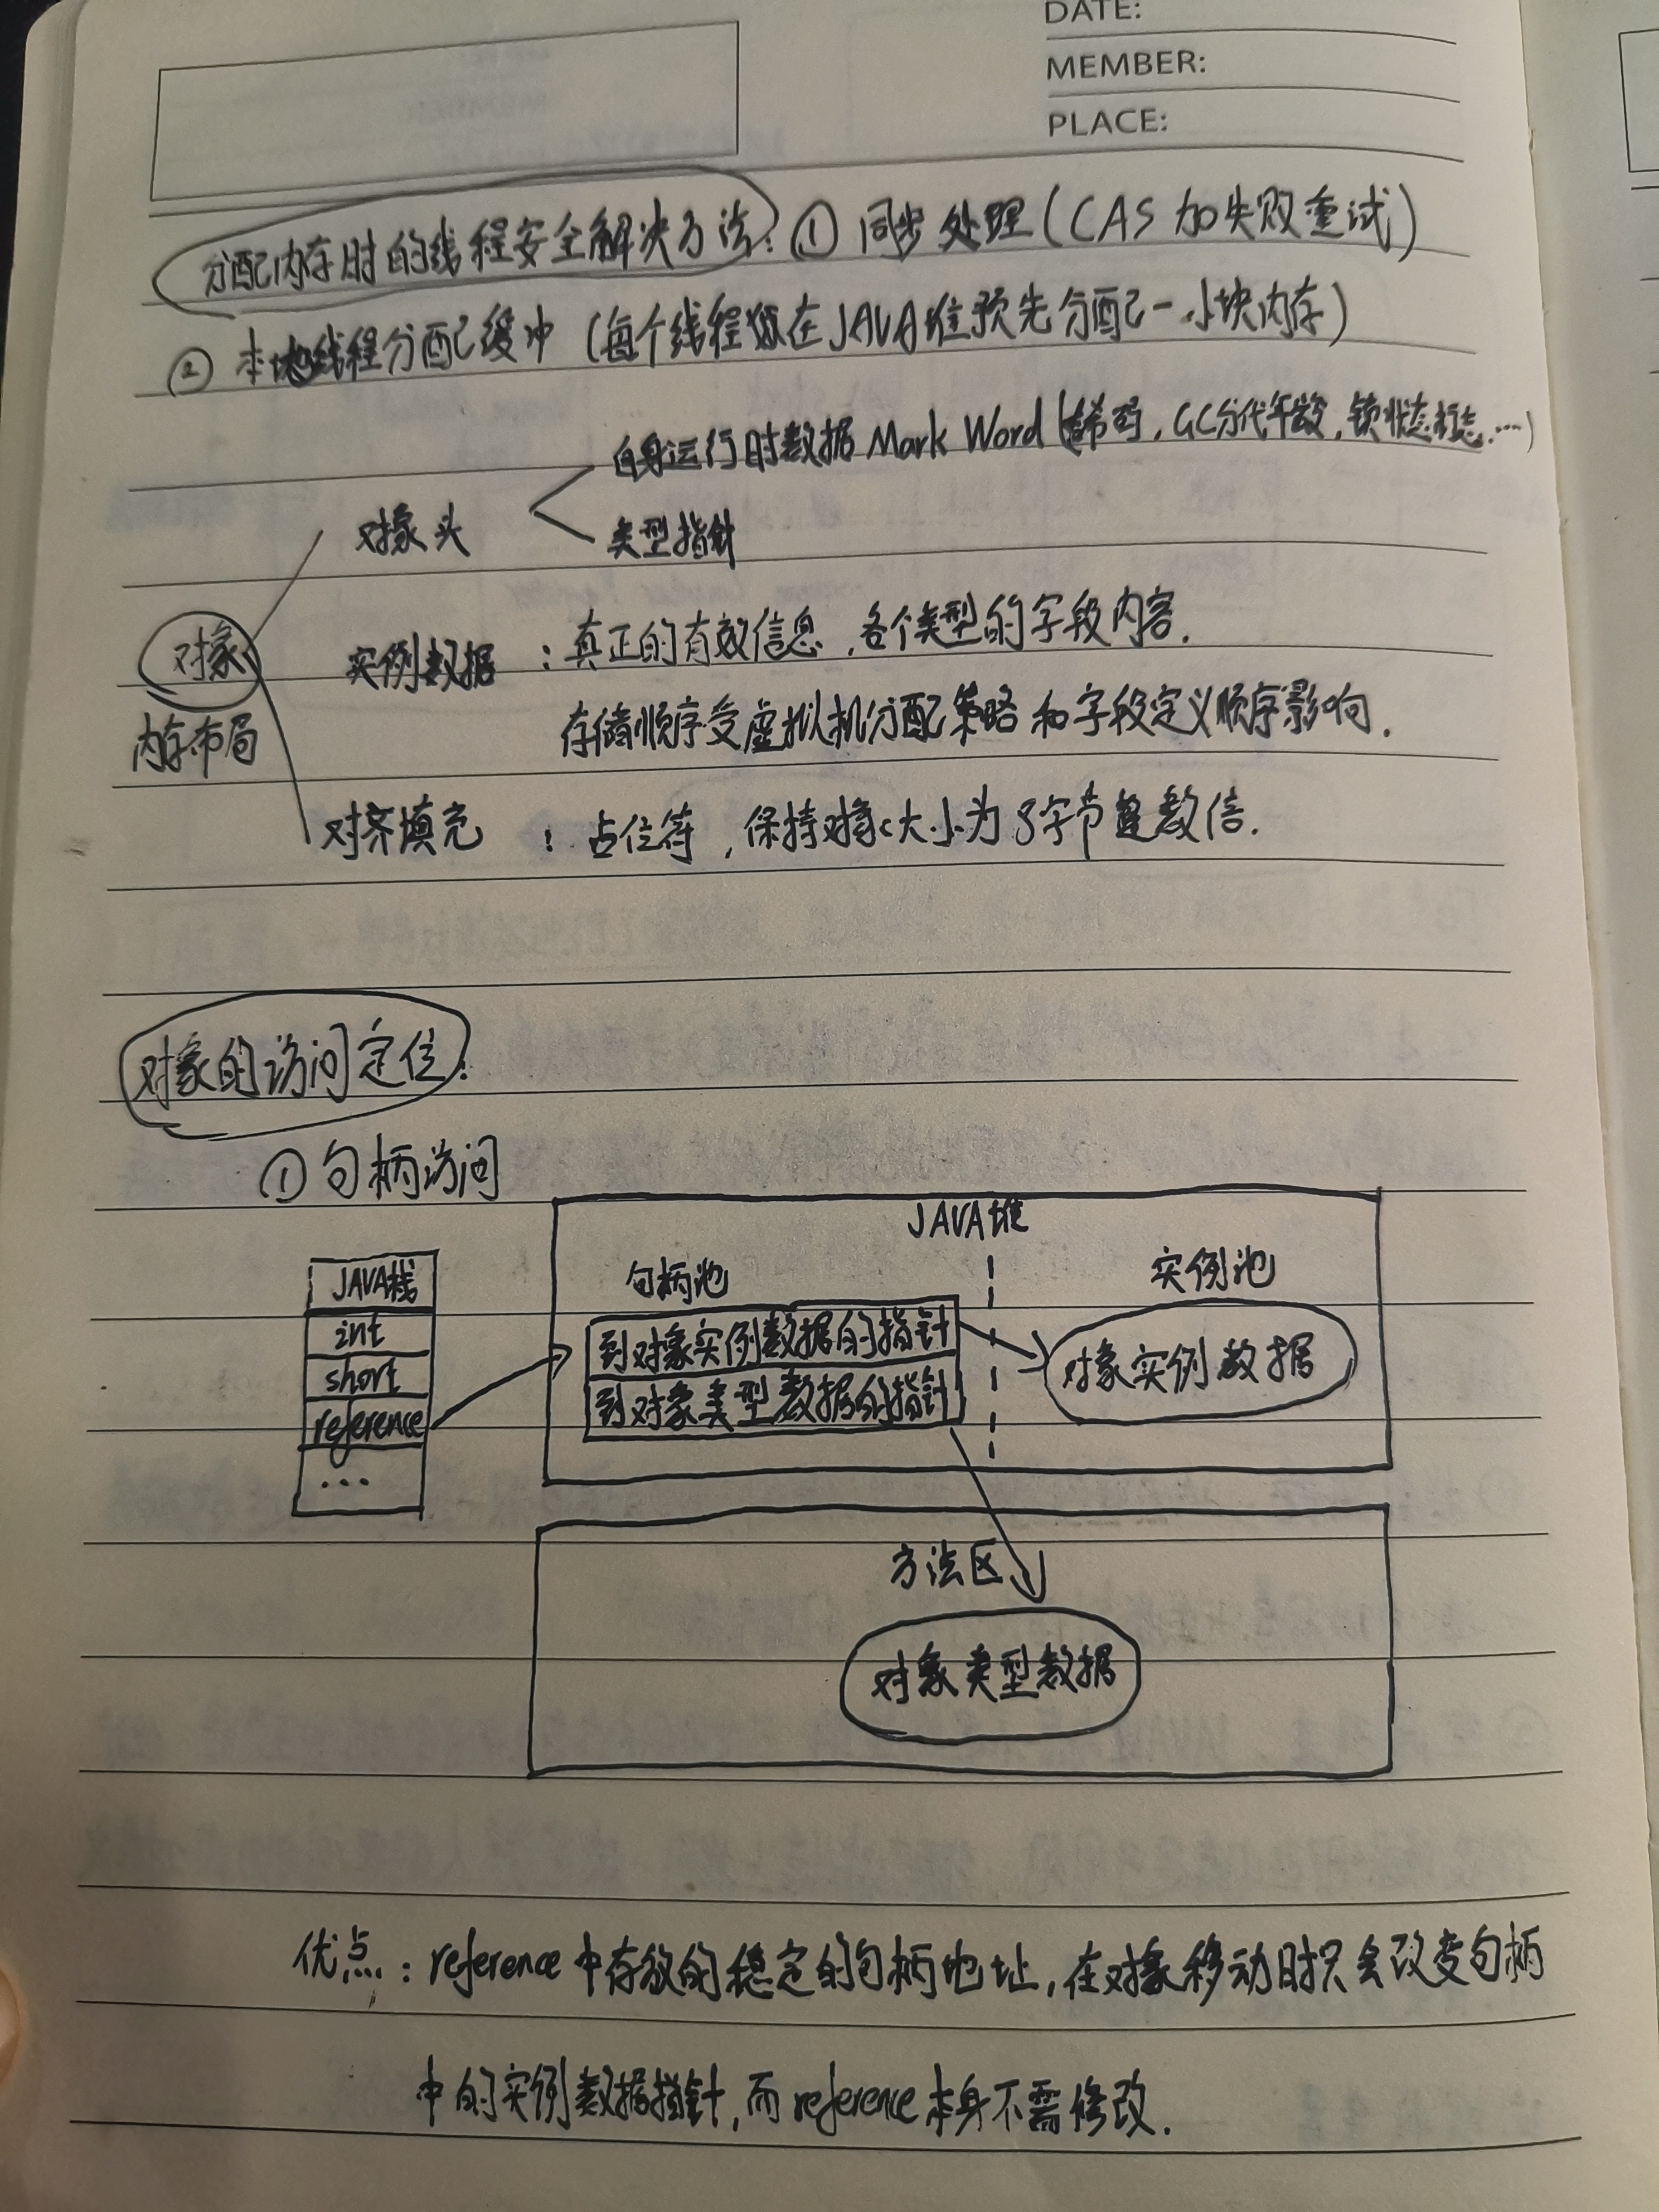 DATE:
MEMBER:
PLACE:
分配内存时的线程安全解决方法：① 同步处理（CAS 加失败重试）
② 本地线程分配缓冲（每个线程在JAVA堆预先分配一小块内存）
自身运行时数据 Mark Word（哈希码，GC分代年龄，锁状态标志，…）
对象头
类型指针
对象
内存布局
实例数据：真正的有效信息，各个类型的字段内容．
存储顺序受虚拟机分配策略和字段定义顺序影响．
对齐填充：占位符，保持对象大小为8字节整数倍．
对象的访问定位：
① 句柄访问
JAVA堆
JAVA栈
句柄池
实例池
int
到对象实例数据的指针
对象实例数据
short
到对象类型数据的指针
reference
...
方法区
对象类型数据
优点：reference中存放的稳定的句柄地址，在对象移动时只会改变句柄
中的实例数据指针，而reference本身不需修改．